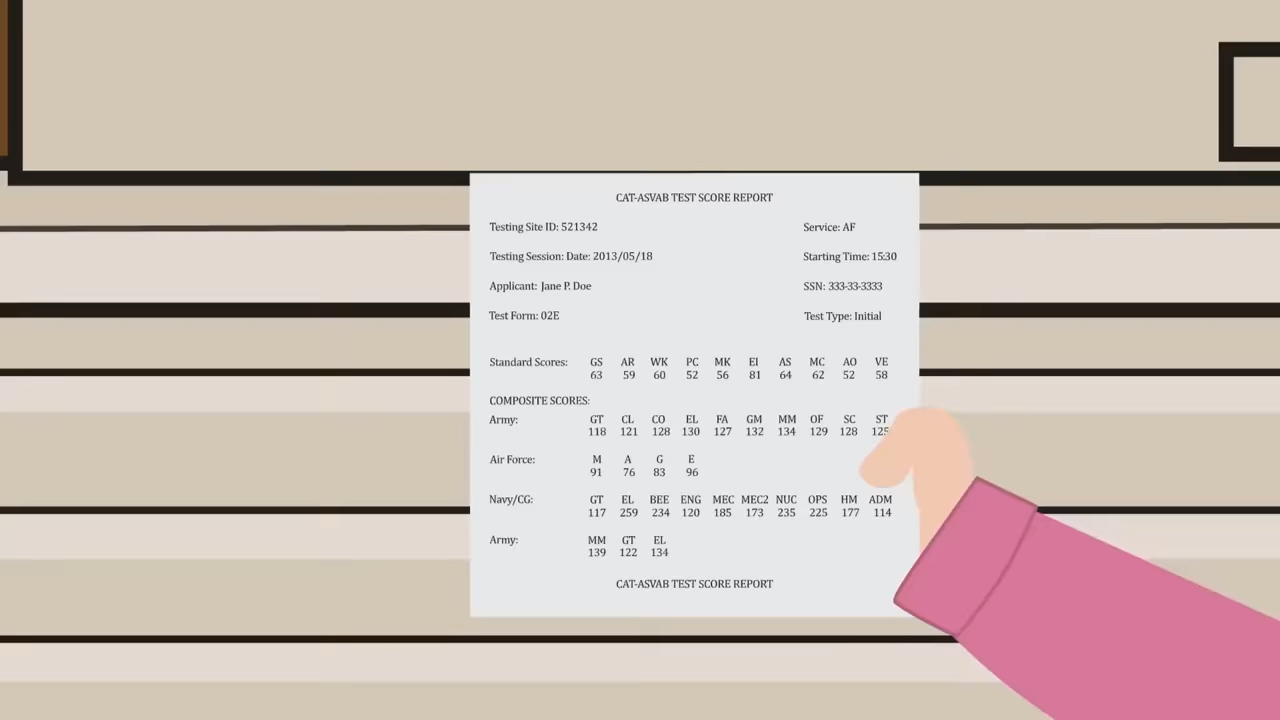 CAT-ASVAB TEST SCORE REPORT
Testing Site ID: 521342 Service: AF
Testing Session: Date: 2013/05/18 Starting Time: 15:30
Applicant: Jane P. Doe SSN: 333-33-3333
Test Form: 02E Test Type: Initial
Standard Scores: GS AR WK PC MK EI AS MC AO VE
63 59 60 52 56 81 64 62 52 58
COMPOSITE SCORES:
Army: GT CL CO EL FA GM MM OF SC ST
118 121 128 130 127 132 134 129 128 125
Air Force: M A G E
91 76 83 96
Navy/CG: GT EL BEE ENG MEC MEC2 NUC OPS HM ADM
117 259 234 120 185 173 235 225 177 114
Army: MM GT EL
139 122 134
CAT-ASVAB TEST SCORE REPORT